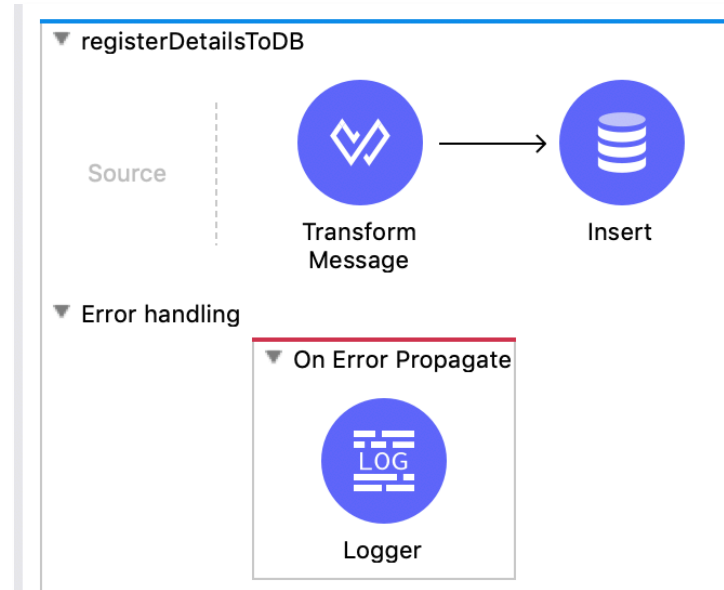 registerDetailsToDB
Source
Transform
Message
Insert
Error handling
On Error Propagate
LOG
Logger